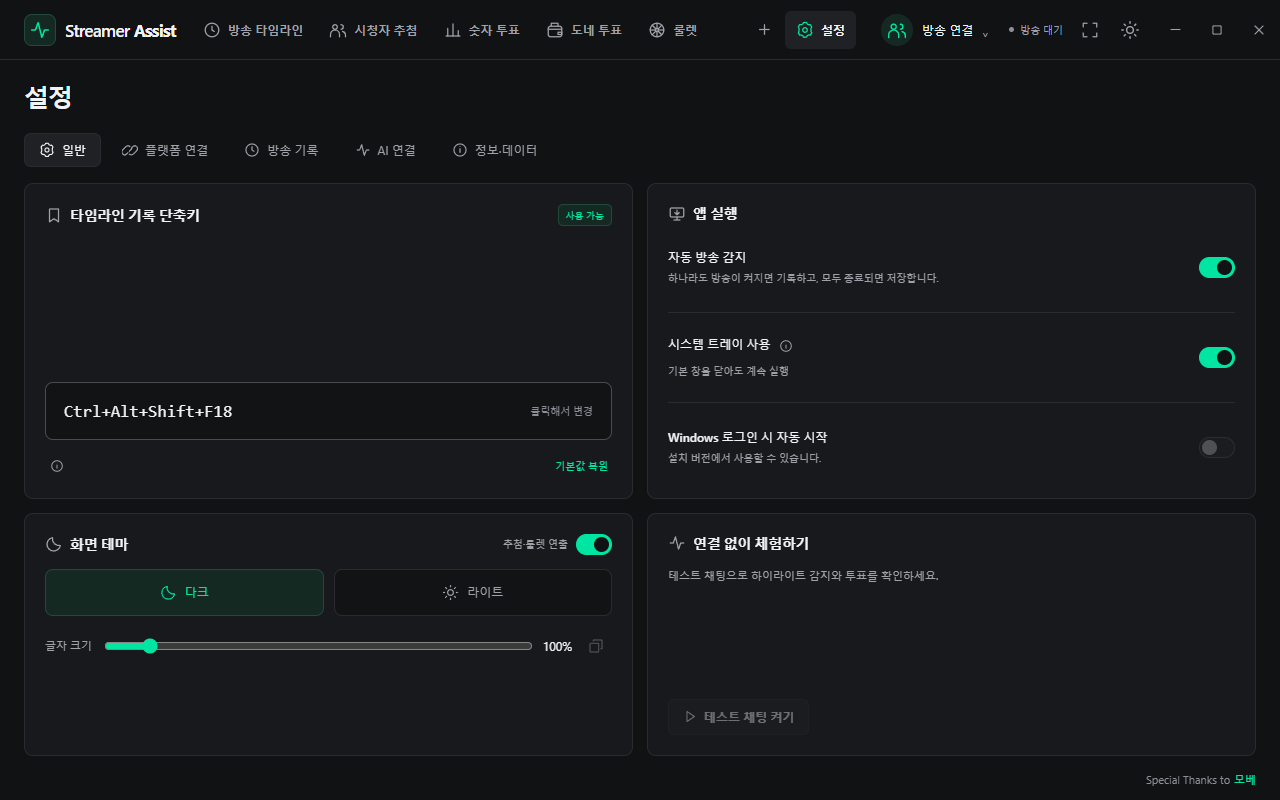 Streamer Assist
방송 타임라인
시청자 추첨
숫자 투표
도네 투표
룰렛
설정
방송 연결
방송 대기
설정
일반
플랫폼 연결
방송 기록
AI 연결
정보·데이터
타임라인 기록 단축키
사용 가능
Ctrl+Alt+Shift+F18
클릭해서 변경
기본값 복원
앱 실행
자동 방송 감지
하나라도 방송이 켜지면 기록하고, 모두 종료되면 저장합니다.
시스템 트레이 사용
기본 창을 닫아도 계속 실행
Windows 로그인 시 자동 시작
설치 버전에서 사용할 수 있습니다.
화면 테마
추첨·룰렛 연출
다크
라이트
글자 크기
100%
연결 없이 체험하기
테스트 채팅으로 하이라이트 감지와 투표를 확인하세요.
테스트 채팅 켜기
Special Thanks to 모베